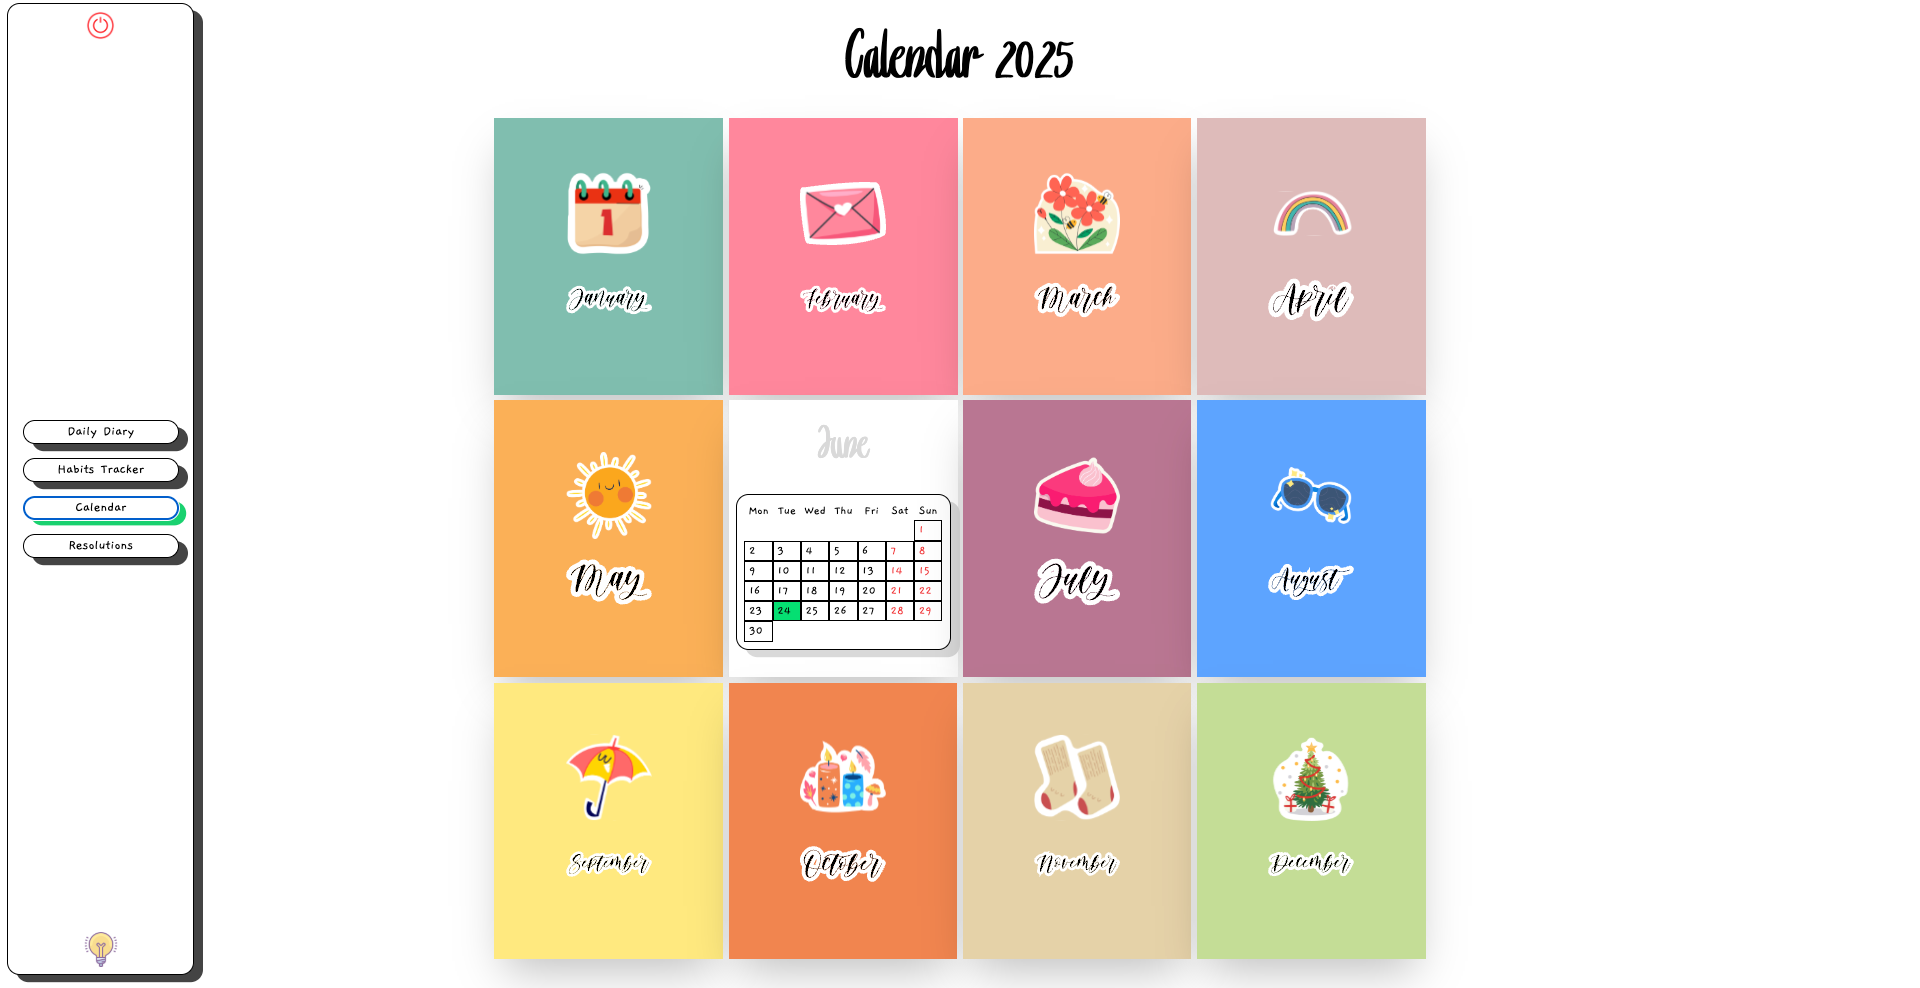 Calendar 2025
Daily Diary
Habits Tracker
Calendar
Resolutions
1
January
February
March
April
May
June
Mon Tue Wed Thu Fri Sat Sun
1
2 3 4 5 6 7 8
9 10 11 12 13 14 15
16 17 18 19 20 21 22
23 24 25 26 27 28 29
30
July
August
September
October
November
December